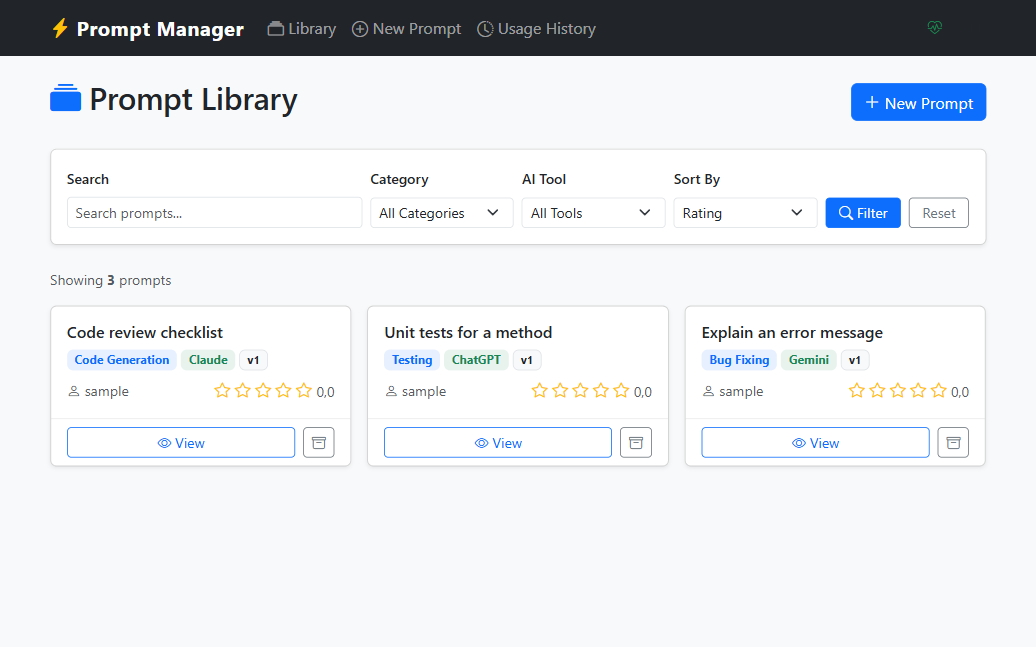 Prompt Manager Library New Prompt Usage History
Prompt Library
+ New Prompt
Search Category AI Tool Sort By
Search prompts... All Categories All Tools Rating Filter Reset
Showing 3 prompts
Code review checklist
Code Generation Claude v1
sample 0,0
View
Unit tests for a method
Testing ChatGPT v1
sample 0,0
View
Explain an error message
Bug Fixing Gemini v1
sample 0,0
View